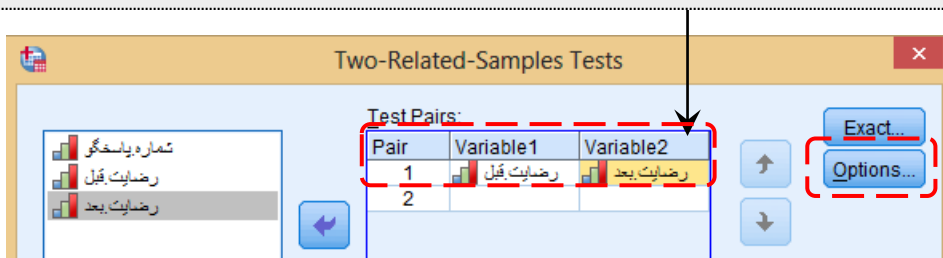 Two-Related-Samples Tests
×
Test Pairs:
شماره.پاسخگو
رضایت.قبل
رضایت.بعد
Pair Variable1 Variable2
1 رضایت.قبل رضایت.بعد
2
Exact...
Options...